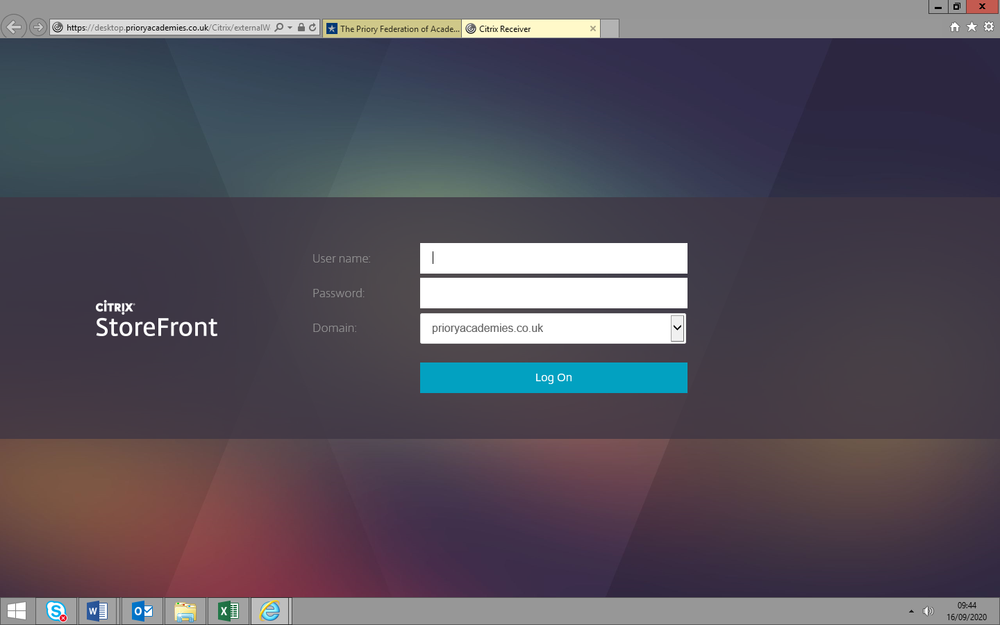 https://desktop.prioryacademies.co.uk/Citrix/externalW
The Priory Federation of Acade...
Citrix Receiver
User name:
Password:
Domain:
prioryacademies.co.uk
Log On
CITRIX
StoreFront
09:44
16/09/2020